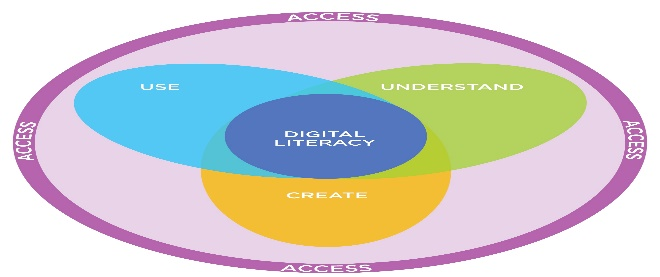 ACCESS
USE
UNDERSTAND
ACCESS
ACCESS
DIGITAL
LITERACY
CREATE
ACCESS